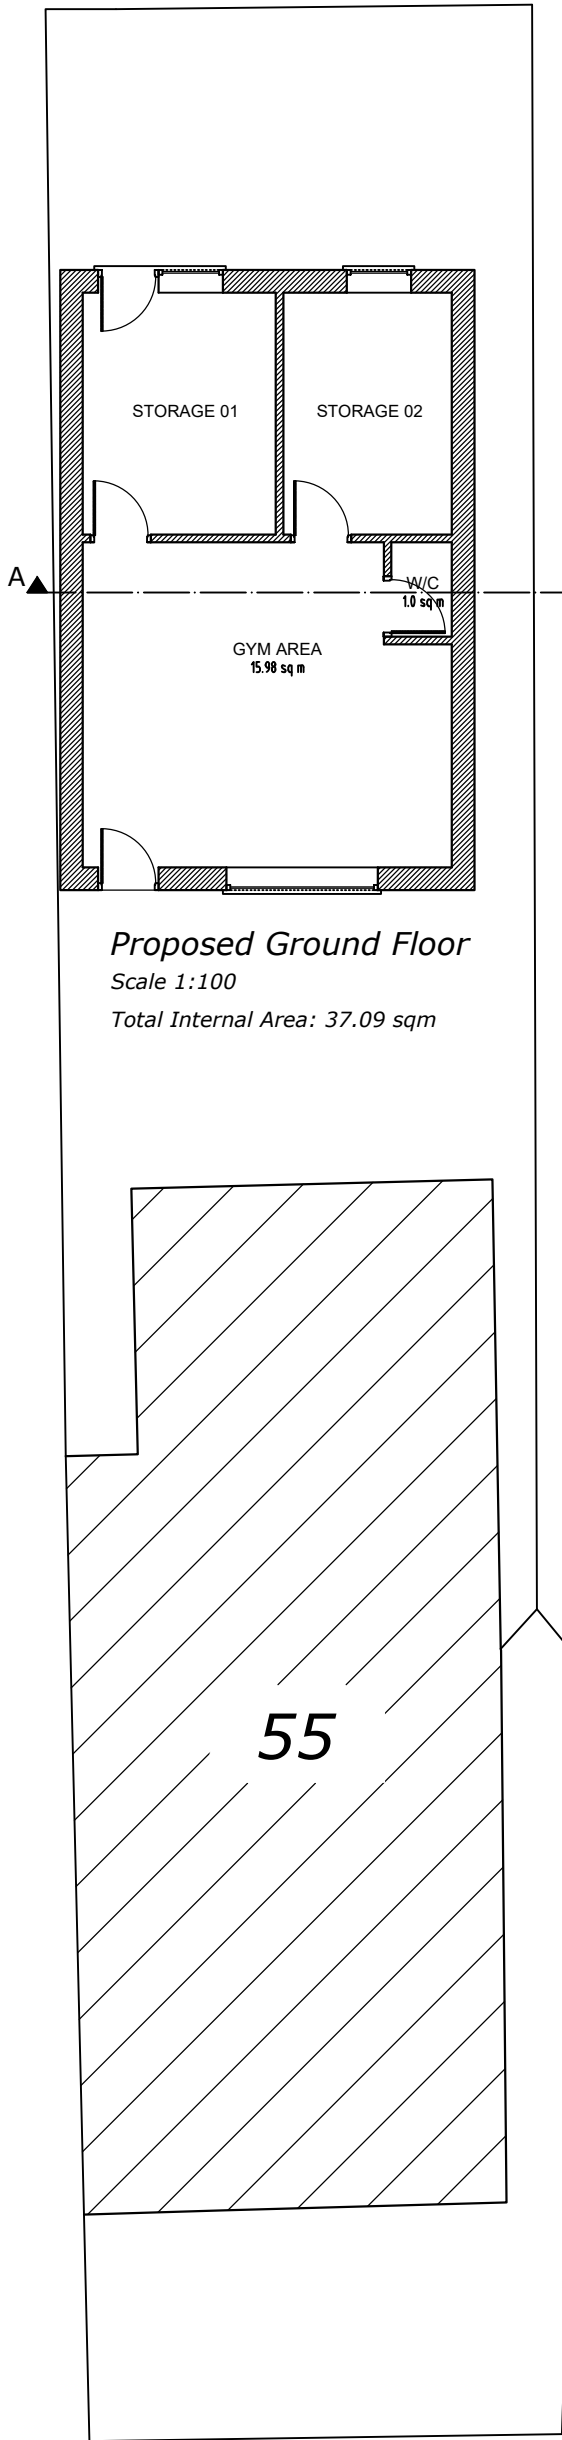 STORAGE 01
STORAGE 02
A
W/C
1.0 sq m
GYM AREA
15.98 sq m
Proposed Ground Floor
Scale 1:100
Total Internal Area: 37.09 sqm
55